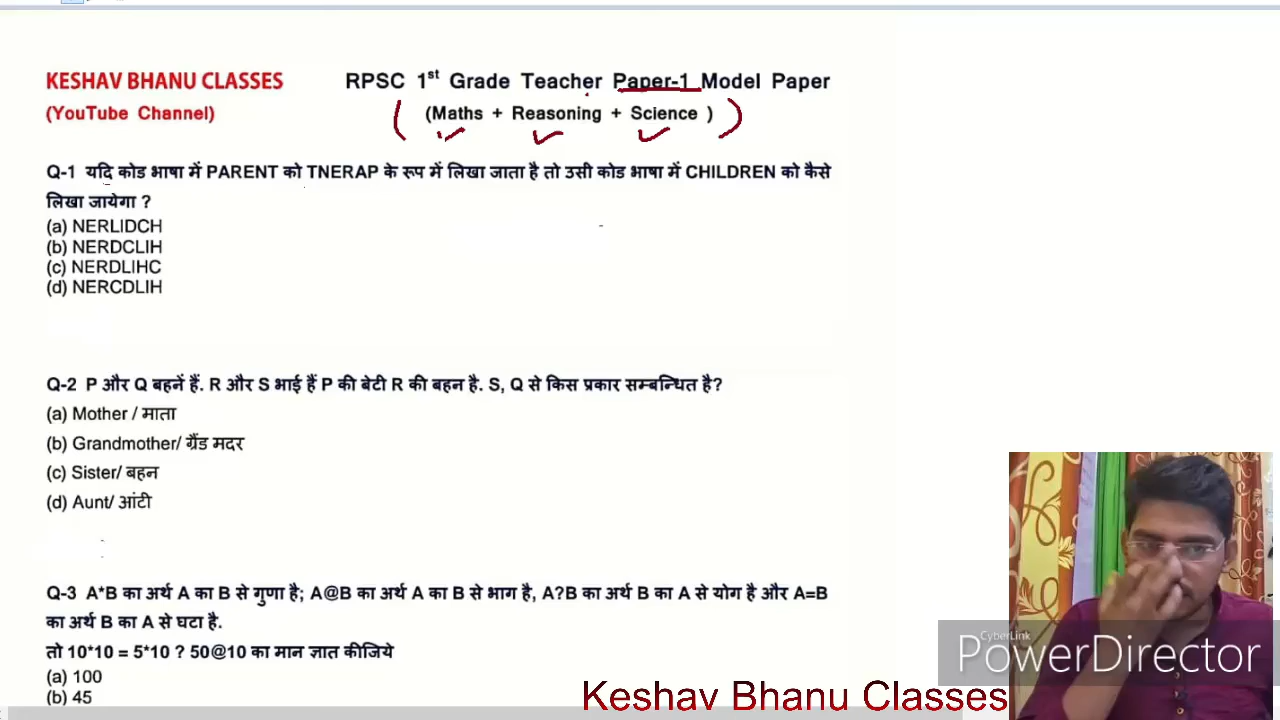 KESHAV BHANU CLASSES
RPSC 1st Grade Teacher Paper-1 Model Paper
(YouTube Channel)
(Maths + Reasoning + Science )
Q-1 यदि कोड भाषा में PARENT को TNERAP के रूप में लिखा जाता है तो उसी कोड भाषा में CHILDREN को कैसे
लिखा जायेगा ?
(a) NERLIDCH
(b) NERDCLIH
(c) NERDLIHC
(d) NERCDLIH
Q-2 P और Q बहनें हैं. R और S भाई हैं P की बेटी R की बहन है. S, Q से किस प्रकार सम्बन्धित है?
(a) Mother / माता
(b) Grandmother/ ग्रैंड मदर
(c) Sister/ बहन
(d) Aunt/ आंटी
Q-3 A*B का अर्थ A का B से गुणा है; A@B का अर्थ A का B से भाग है, A?B का अर्थ B का A से योग है और A=B
का अर्थ B का A से घटा है.
तो 10*10 = 5*10 ? 50@10 का मान ज्ञात कीजिये
(a) 100
(b) 45
CyberLink
PowerDirector
Keshav Bhanu Classes